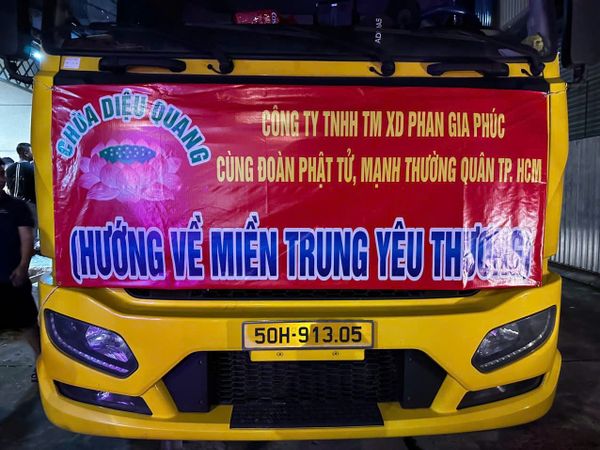 CHÙA DIỆU QUANG
CÔNG TY TNHH TM XD PHAN GIA PHÚC
CÙNG ĐOÀN PHẬT TỬ, MẠNH THƯỜNG QUÂN TP. HCM
(HƯỚNG VỀ MIỀN TRUNG YÊU THƯƠNG)
50H-913.05